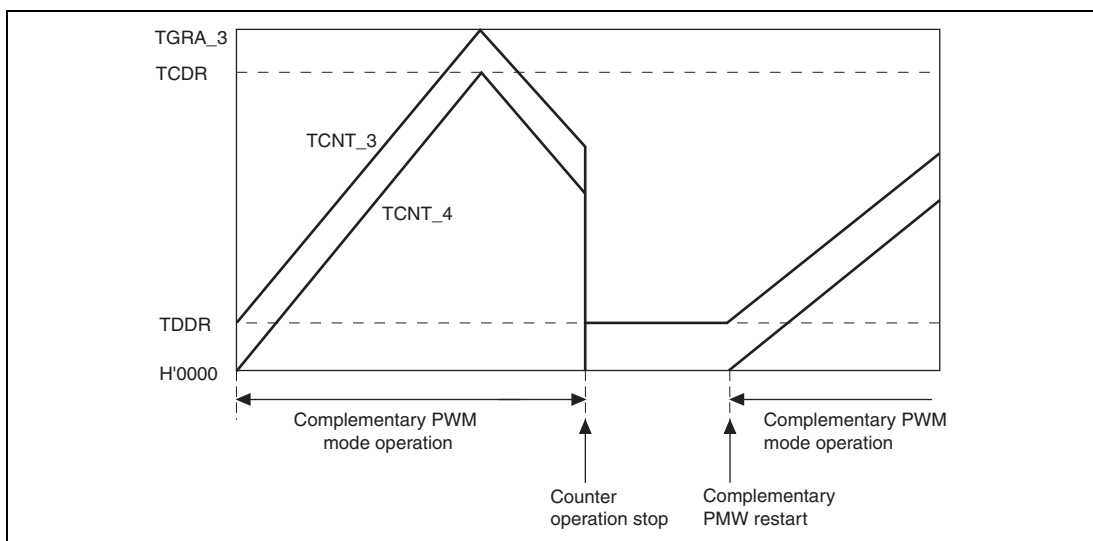 TGRA_3
TCDR
TCNT_3
TCNT_4
TDDR
H'0000
Complementary PWM
mode operation
Complementary PWM
mode operation
Counter
operation stop
Complementary
PMW restart